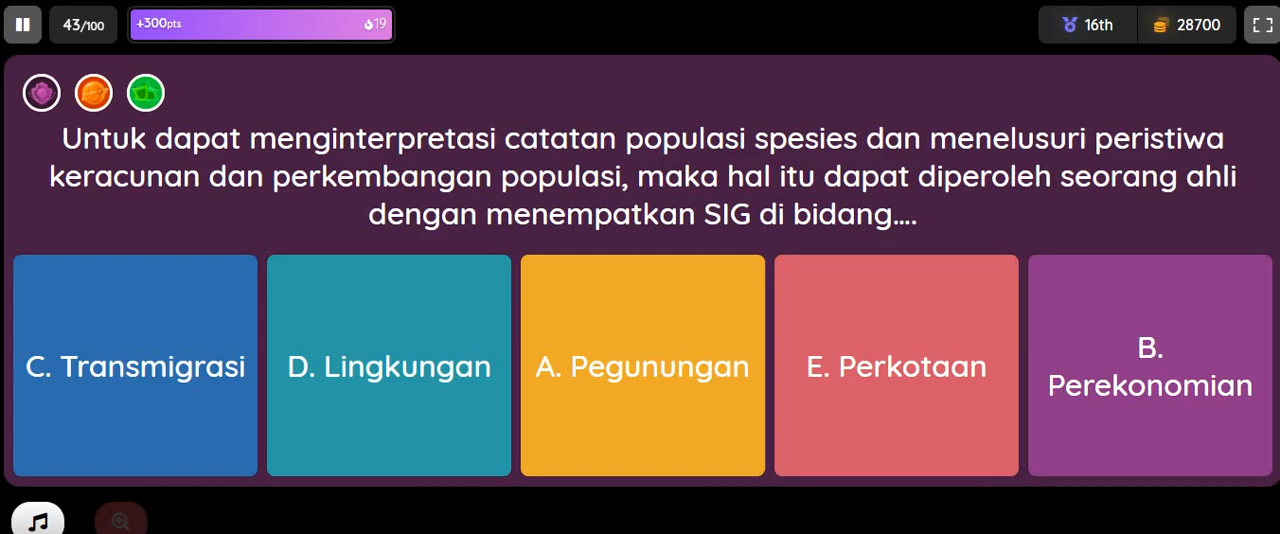 43/100
+300pts
19
16th
28700
Untuk dapat menginterpretasi catatan populasi spesies dan menelusuri peristiwa
keracunan dan perkembangan populasi, maka hal itu dapat diperoleh seorang ahli
dengan menempatkan SIG di bidang....
C. Transmigrasi
D. Lingkungan
A. Pegunungan
E. Perkotaan
B.
Perekonomian